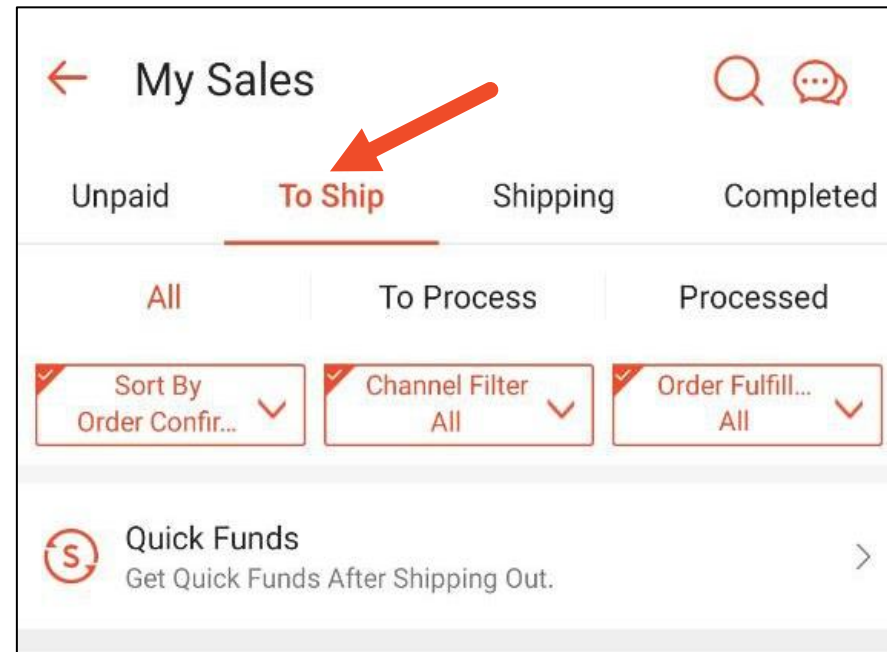 My Sales
Unpaid To Ship Shipping Completed
All To Process Processed
Sort By
Order Confir...
Channel Filter
All
Order Fulfill...
All
Quick Funds
Get Quick Funds After Shipping Out.